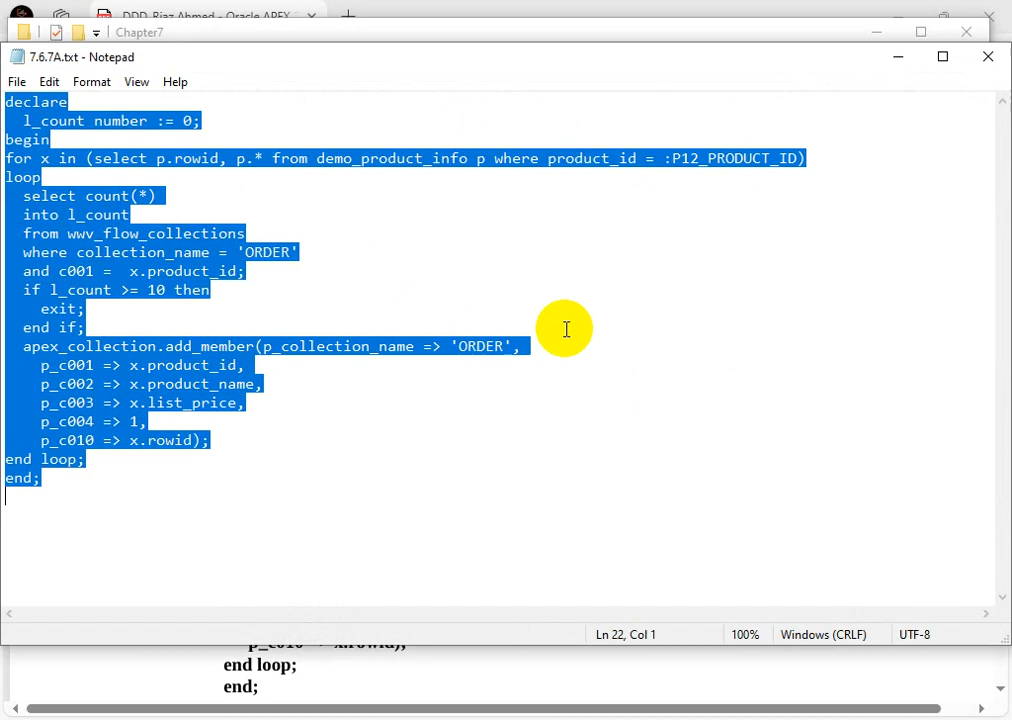 DDD_Riaz Ahmed - Oracle APEX
Chapter7
7.6.7A.txt - Notepad
File Edit Format View Help
declare
l_count number := 0;
begin
for x in (select p.rowid, p.* from demo_product_info p where product_id = :P12_PRODUCT_ID)
loop
select count(*)
into l_count
from wwv_flow_collections
where collection_name = 'ORDER'
and c001 =  x.product_id;
if l_count >= 10 then
exit;
end if;
apex_collection.add_member(p_collection_name => 'ORDER',
p_c001 => x.product_id,
p_c002 => x.product_name,
p_c003 => x.list_price,
p_c004 => 1,
p_c010 => x.rowid);
end loop;
end;
Ln 22, Col 1 100% Windows (CRLF) UTF-8
end loop;
end;